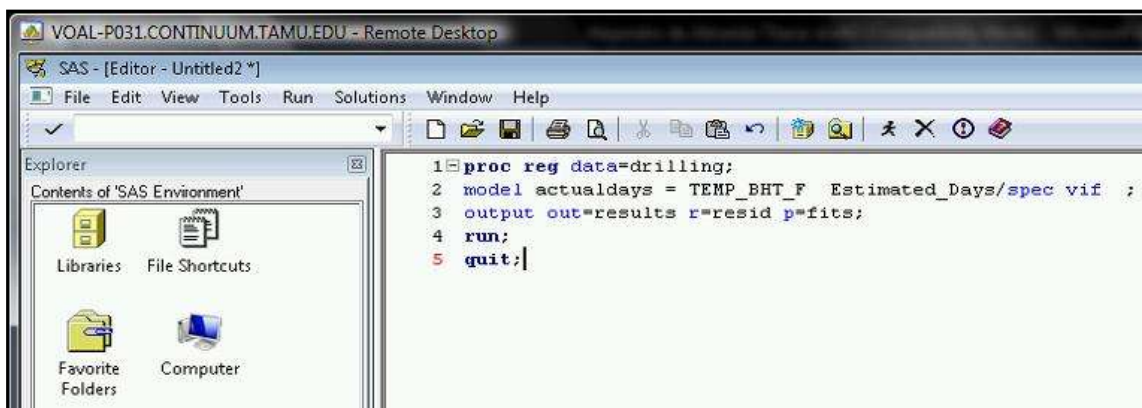 VOAL-P031.CONTINUUM.TAMU.EDU - Remote Desktop
SAS - [Editor - Untitled2 *]
File Edit View Tools Run Solutions Window Help
Explorer
Contents of 'SAS Environment'
Libraries File Shortcuts
Favorite Folders Computer
1 proc reg data=drilling;
2 model actualdays = TEMP_BHT_F Estimated_Days/spec vif ;
3 output out=results r=resid p=fits;
4 run;
5 quit;